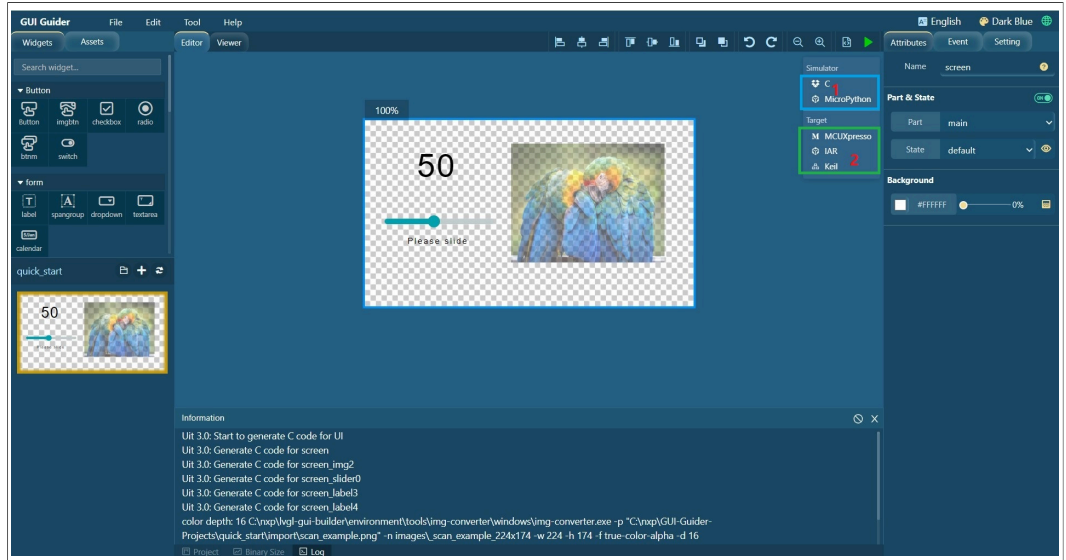 GUI Guider File Edit Tool Help English Dark Blue
Widgets Assets Editor Viewer Attributes Event Setting
Search widget...
Simulator
C
1
MicroPython
Target
MCUXpresso
IAR
2
Keil
Button
Button imgbtn checkbox radio
btnm switch
form
label spangroup dropdown textarea
calendar
quick_start
50
100%
50
Please slide
Name screen
Part & State ON
Part main
State default
Background
#FFFFFF 0%
Information
Uit 3.0: Start to generate C code for UI
Uit 3.0: Generate C code for screen
Uit 3.0: Generate C code for screen_img2
Uit 3.0: Generate C code for screen_slider0
Uit 3.0: Generate C code for screen_label3
Uit 3.0: Generate C code for screen_label4
color depth: 16 C:\nxp\lvgl-gui-builder\environment\tools\img-converter\windows\img-converter.exe -p "C:\nxp\GUI-Guider-
Projects\quick_start\import\scan_example.png" -n images\_scan_example_224x174 -w 224 -h 174 -f true-color-alpha -d 16
Project Binary Size Log